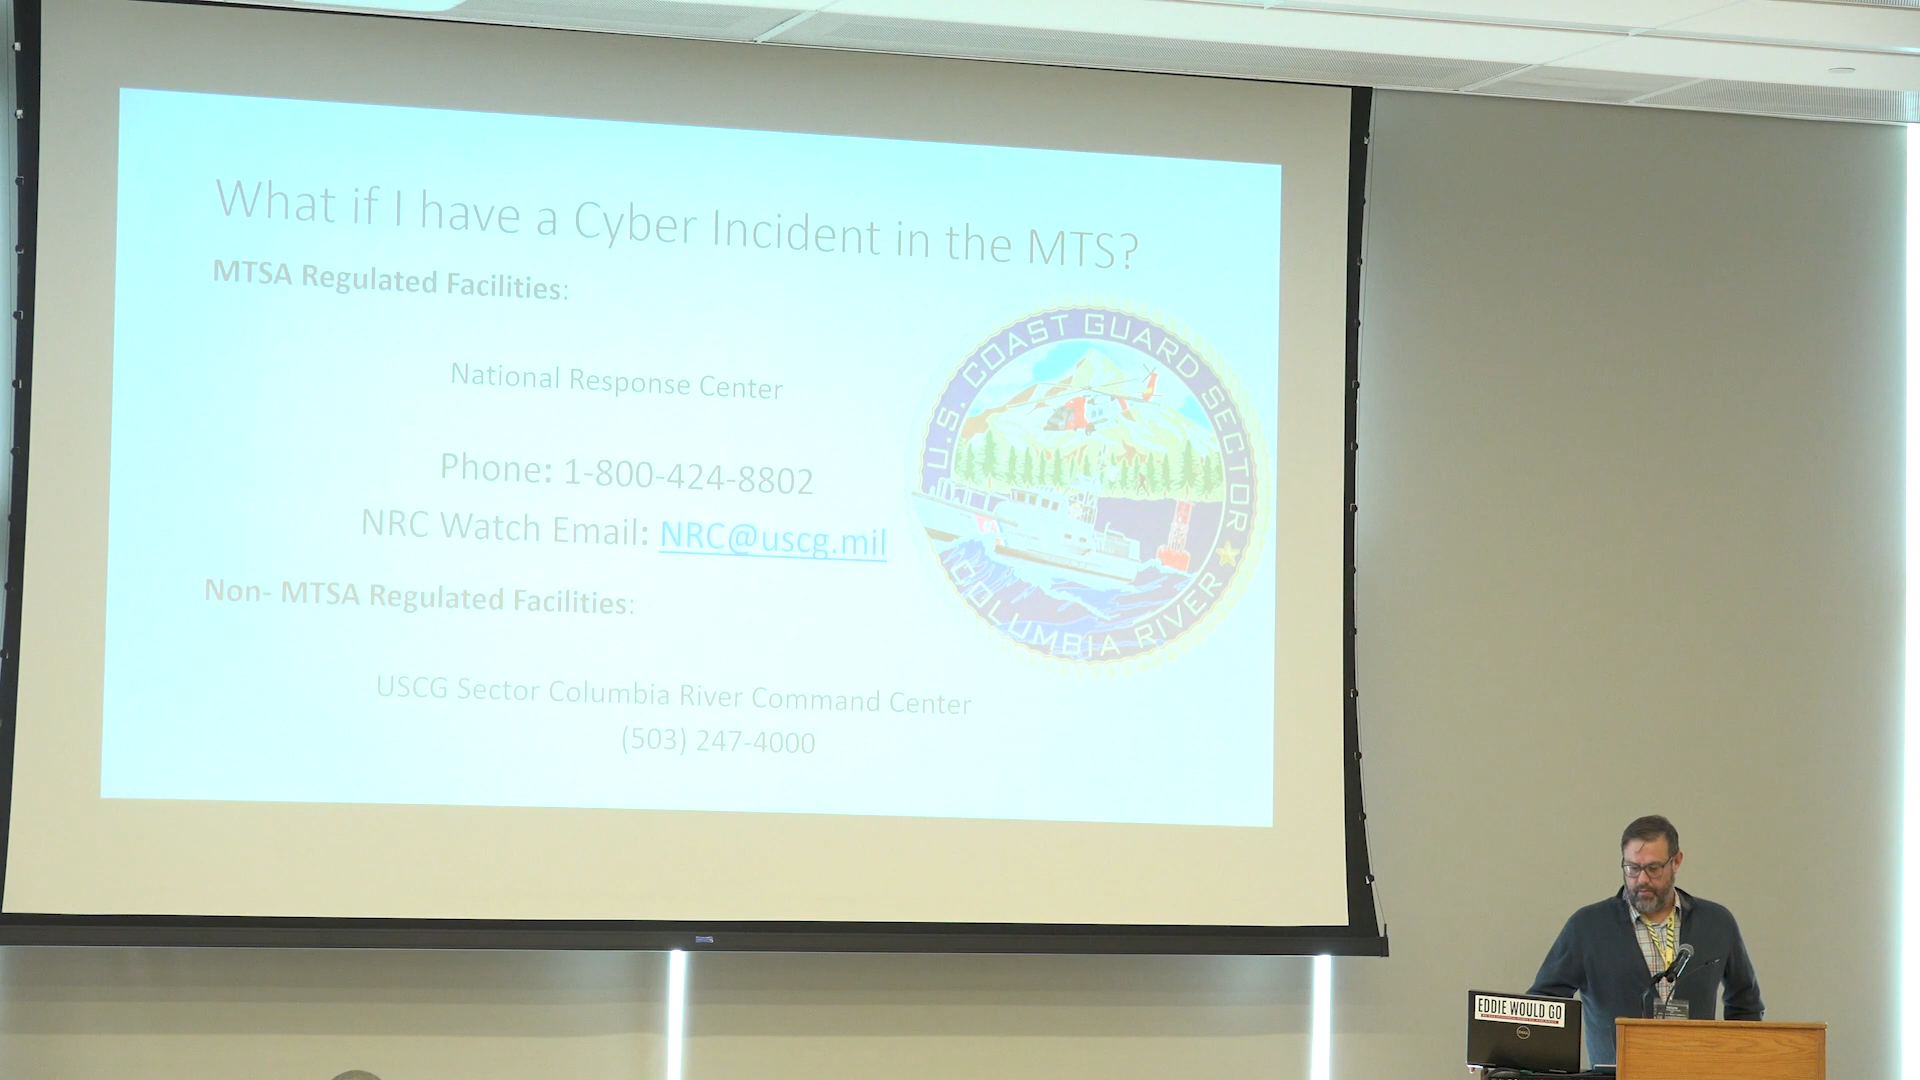 What if I have a Cyber Incident in the MTS?
MTSA Regulated Facilities:
National Response Center
Phone: 1-800-424-8802
NRC Watch Email: NRC@uscg.mil
Non- MTSA Regulated Facilities:
USCG Sector Columbia River Command Center
(503) 247-4000
U.S. COAST GUARD SECTOR
COLUMBIA RIVER
EDDIE WOULD GO
DELL